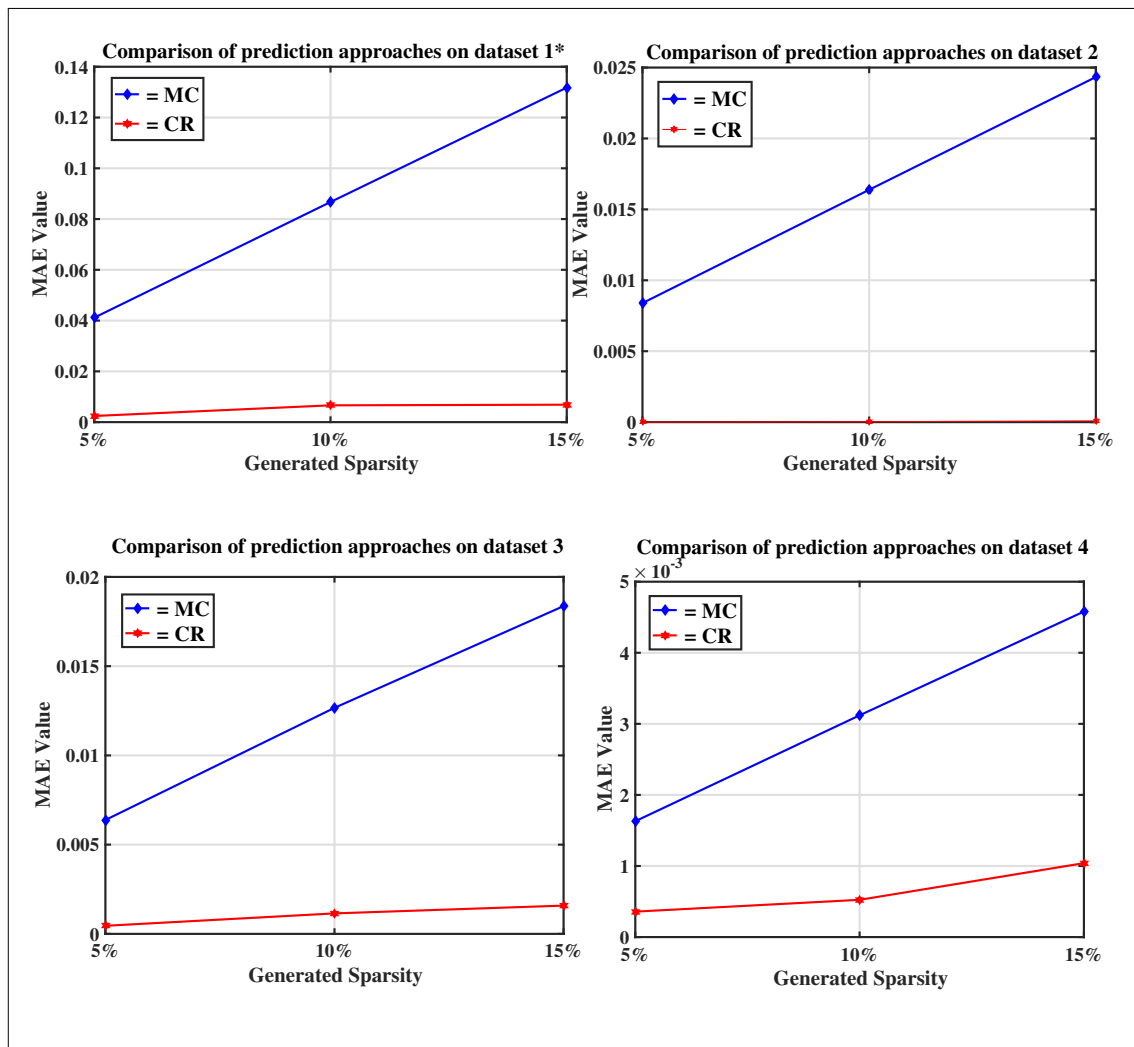 Comparison of prediction approaches on dataset 1*
0.14
0.12
0.1
0.08
0.06
0.04
0.02
0
MAE Value
= MC
= CR
5%
10%
15%
Generated Sparsity
Comparison of prediction approaches on dataset 2
0.025
0.02
0.015
0.01
0.005
0
MAE Value
= MC
= CR
5%
10%
15%
Generated Sparsity
Comparison of prediction approaches on dataset 3
0.02
0.015
0.01
0.005
0
MAE Value
= MC
= CR
5%
10%
15%
Generated Sparsity
Comparison of prediction approaches on dataset 4
× 10⁻³
5
4
3
2
1
0
MAE Value
= MC
= CR
5%
10%
15%
Generated Sparsity